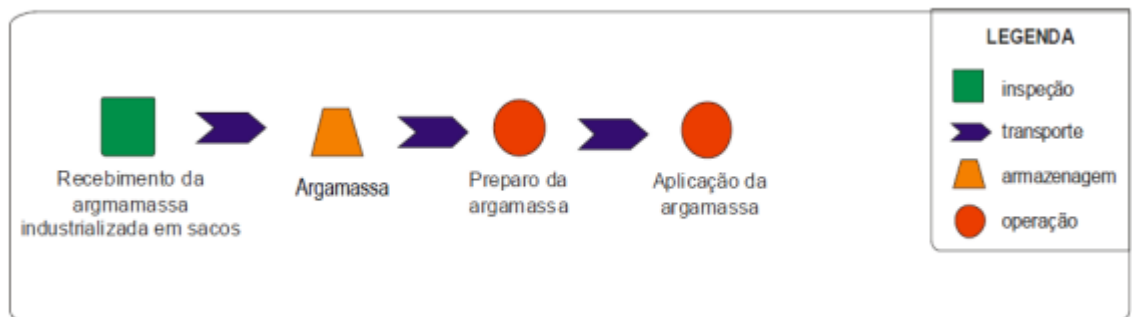 LEGENDA
inspeção
transporte
armazenagem
operação
Recebimento da
argmamassa
industrializada em sacos
Argamassa
Preparo da
argamassa
Aplicação da
argamassa